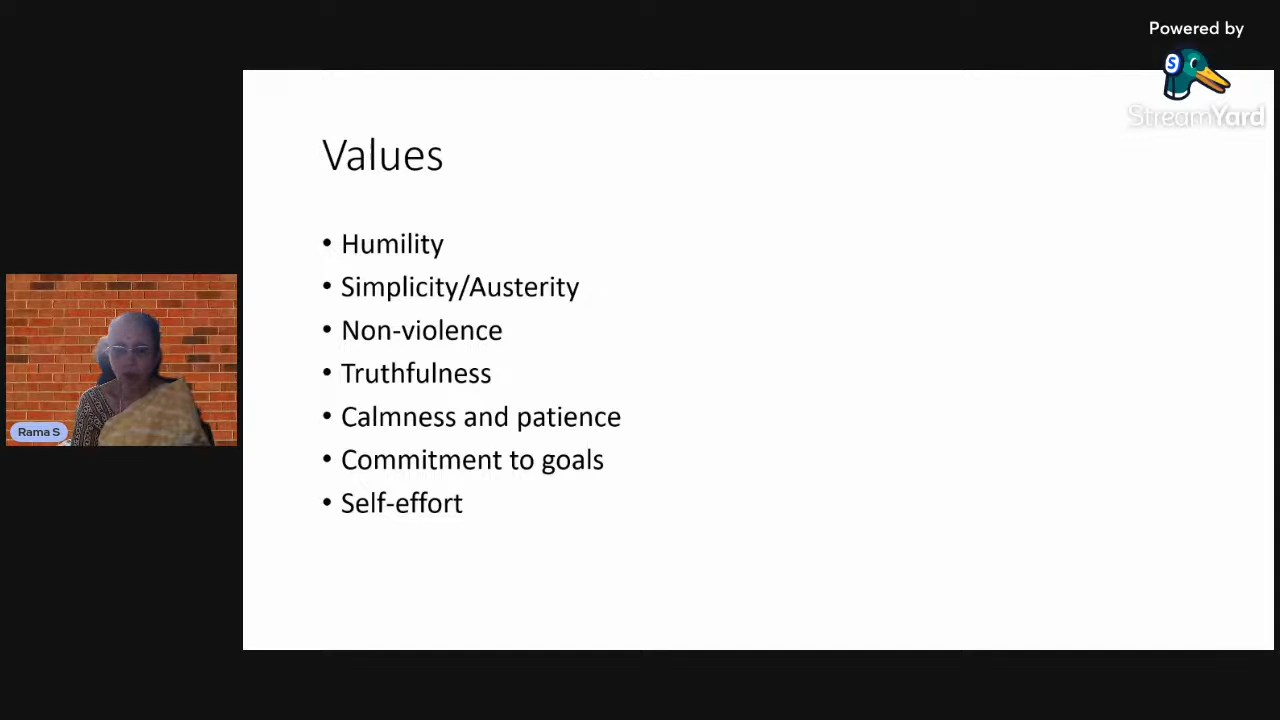 Powered by
StreamYard
Values
• Humility
• Simplicity/Austerity
• Non-violence
• Truthfulness
• Calmness and patience
• Commitment to goals
• Self-effort
Rama S